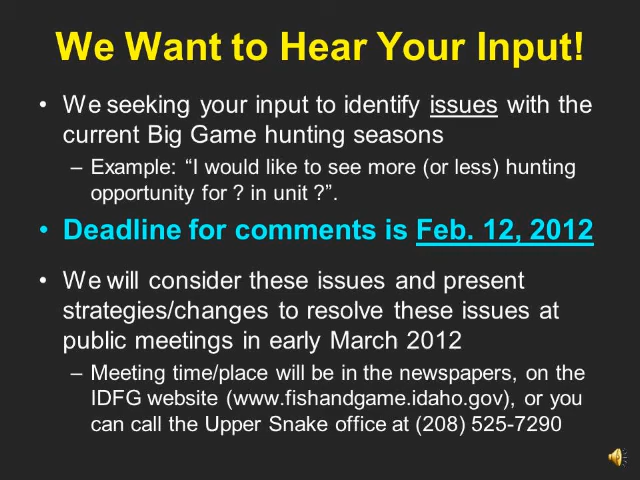 We Want to Hear Your Input!
• We seeking your input to identify issues with the
current Big Game hunting seasons
– Example: “I would like to see more (or less) hunting
opportunity for ? in unit ?”.
• Deadline for comments is Feb. 12, 2012
• We will consider these issues and present
strategies/changes to resolve these issues at
public meetings in early March 2012
– Meeting time/place will be in the newspapers, on the
IDFG website (www.fishandgame.idaho.gov), or you
can call the Upper Snake office at (208) 525-7290